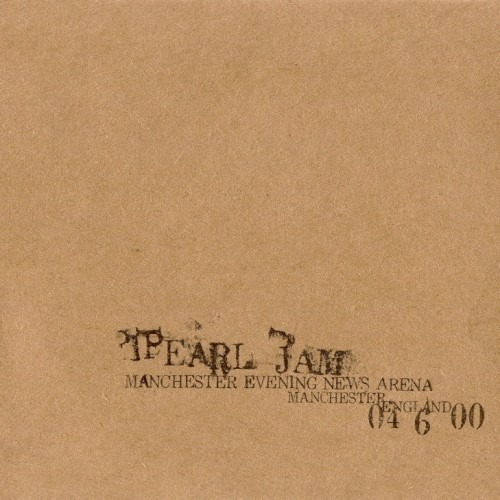 PEARL JAM
MANCHESTER EVENING NEWS ARENA
MANCHESTER, ENGLAND
04 6 00